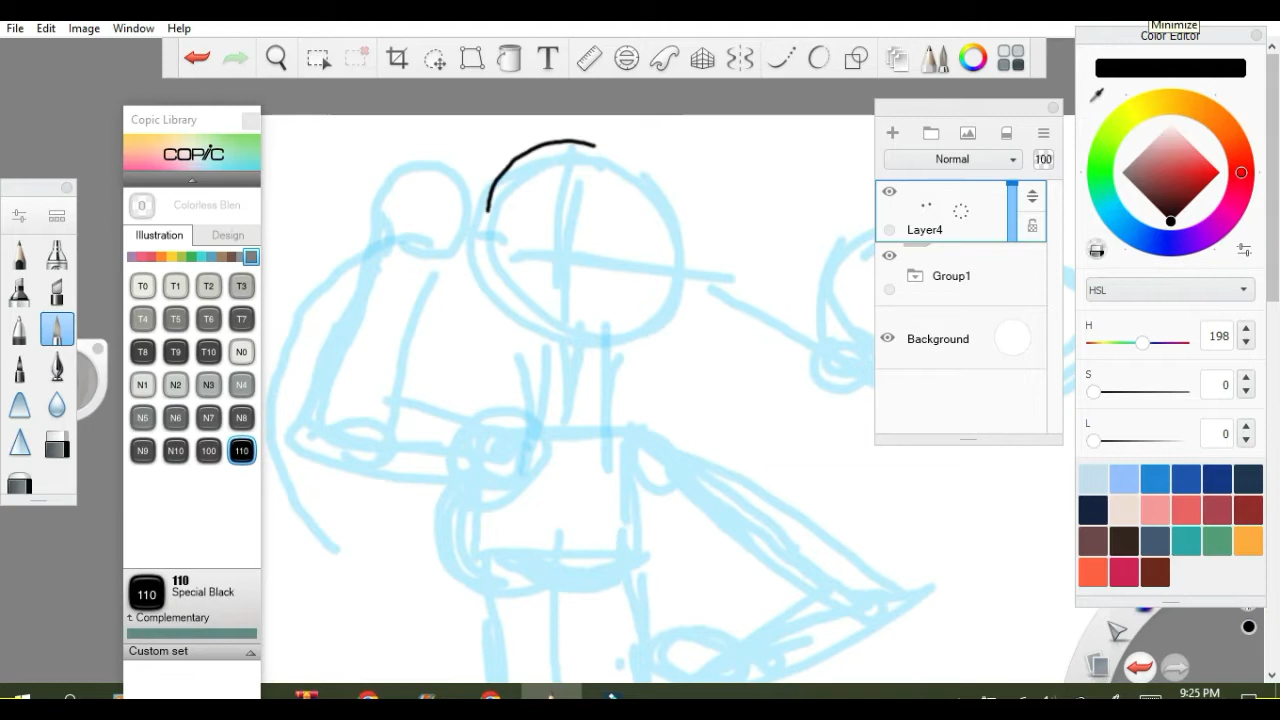 Minimize
File Edit Image Window Help
Color Editor
Copic Library
COPIC
0 Colorless Blen
Illustration Design
T0 T1 T2 T3
T4 T5 T6 T7
T8 T9 T10 N0
N1 N2 N3 N4
N5 N6 N7 N8
N9 N10 100 110
110
110
Special Black
Complementary
Custom set
Normal 100
Layer4
Group1
Background
HSL
H 198
S 0
L 0
9:25 PM